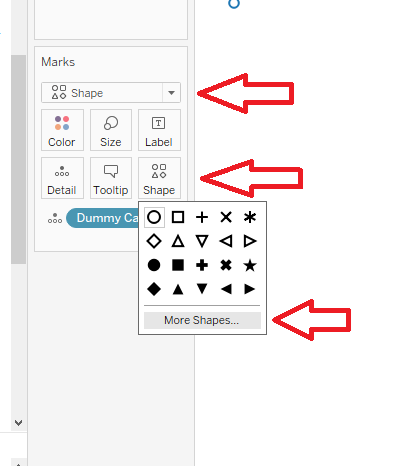 Marks
Shape
Color Size Label
Detail Tooltip Shape
Dummy Ca
More Shapes...